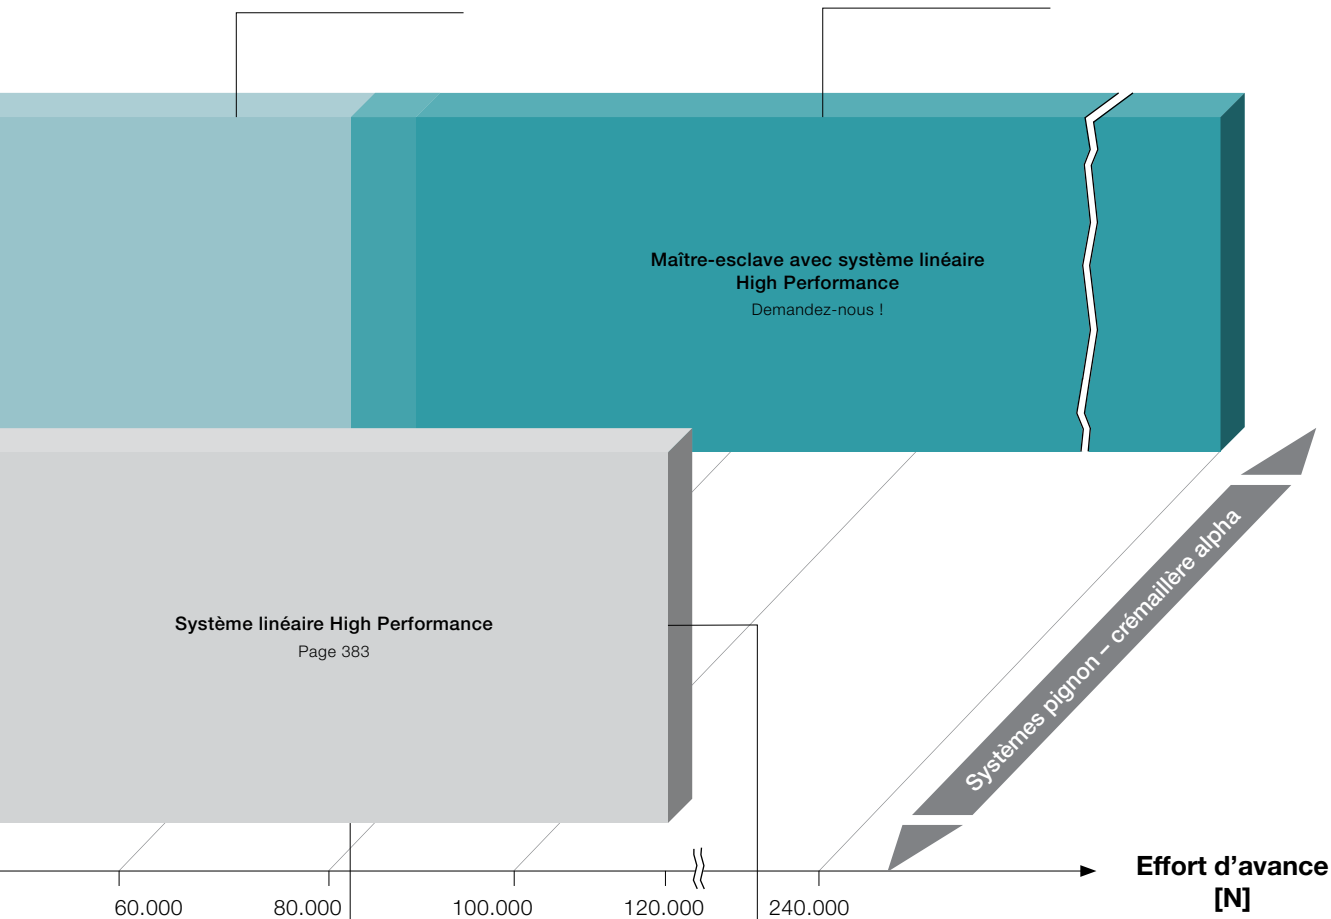 Maître-esclave avec système linéaire
High Performance
Demandez-nous !
Système linéaire High Performance
Page 383
Systèmes pignon – crémaillère alpha
60.000 80.000 100.000 120.000 240.000
Effort d’avance
[N]